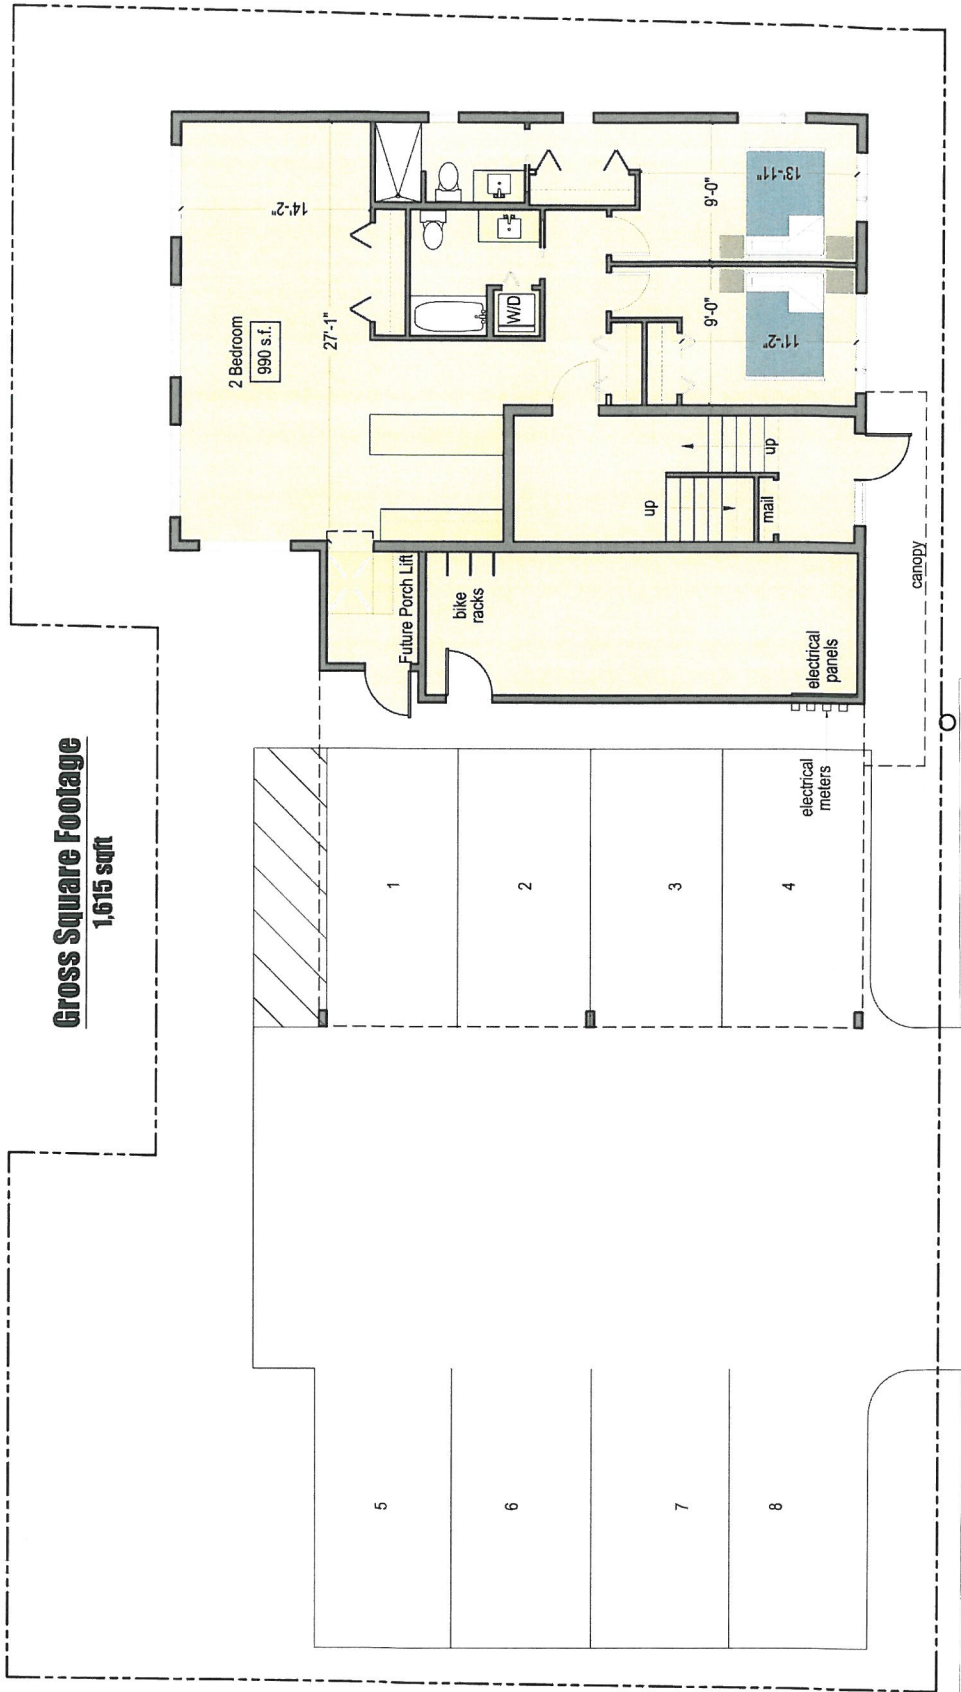 Gross Square Footage
1,615 sqft
2 Bedroom
990 s.f.
14'-2"
27'-1"
W/D
9'-0"
13'-11"
9'-0"
11'-2"
up
up
mail
Future Porch Lift
bike
racks
electrical
panels
canopy
electrical
meters
1
2
3
4
5
6
7
8